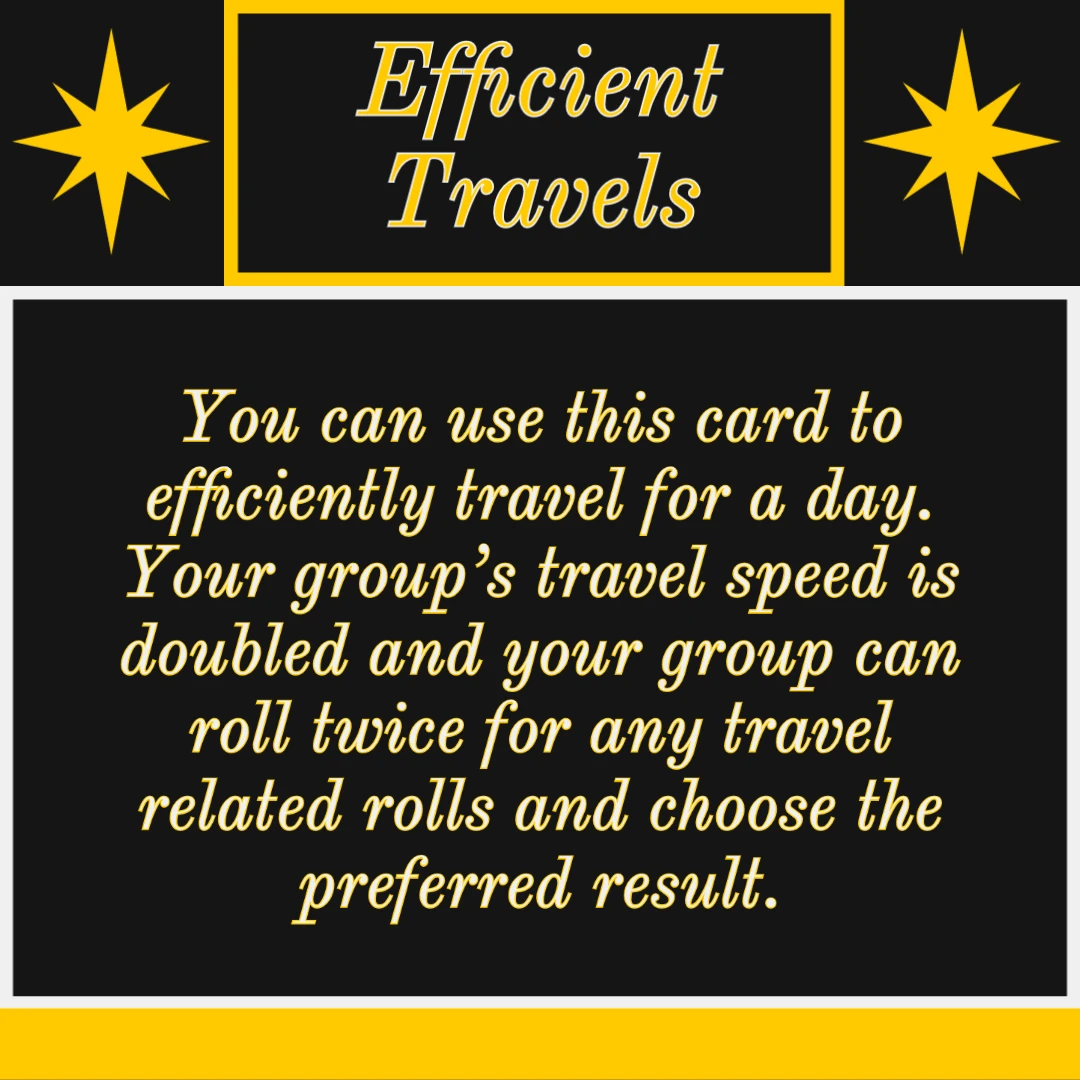 Efficient
Travels
You can use this card to
efficiently travel for a day.
Your group’s travel speed is
doubled and your group can
roll twice for any travel
related rolls and choose the
preferred result.